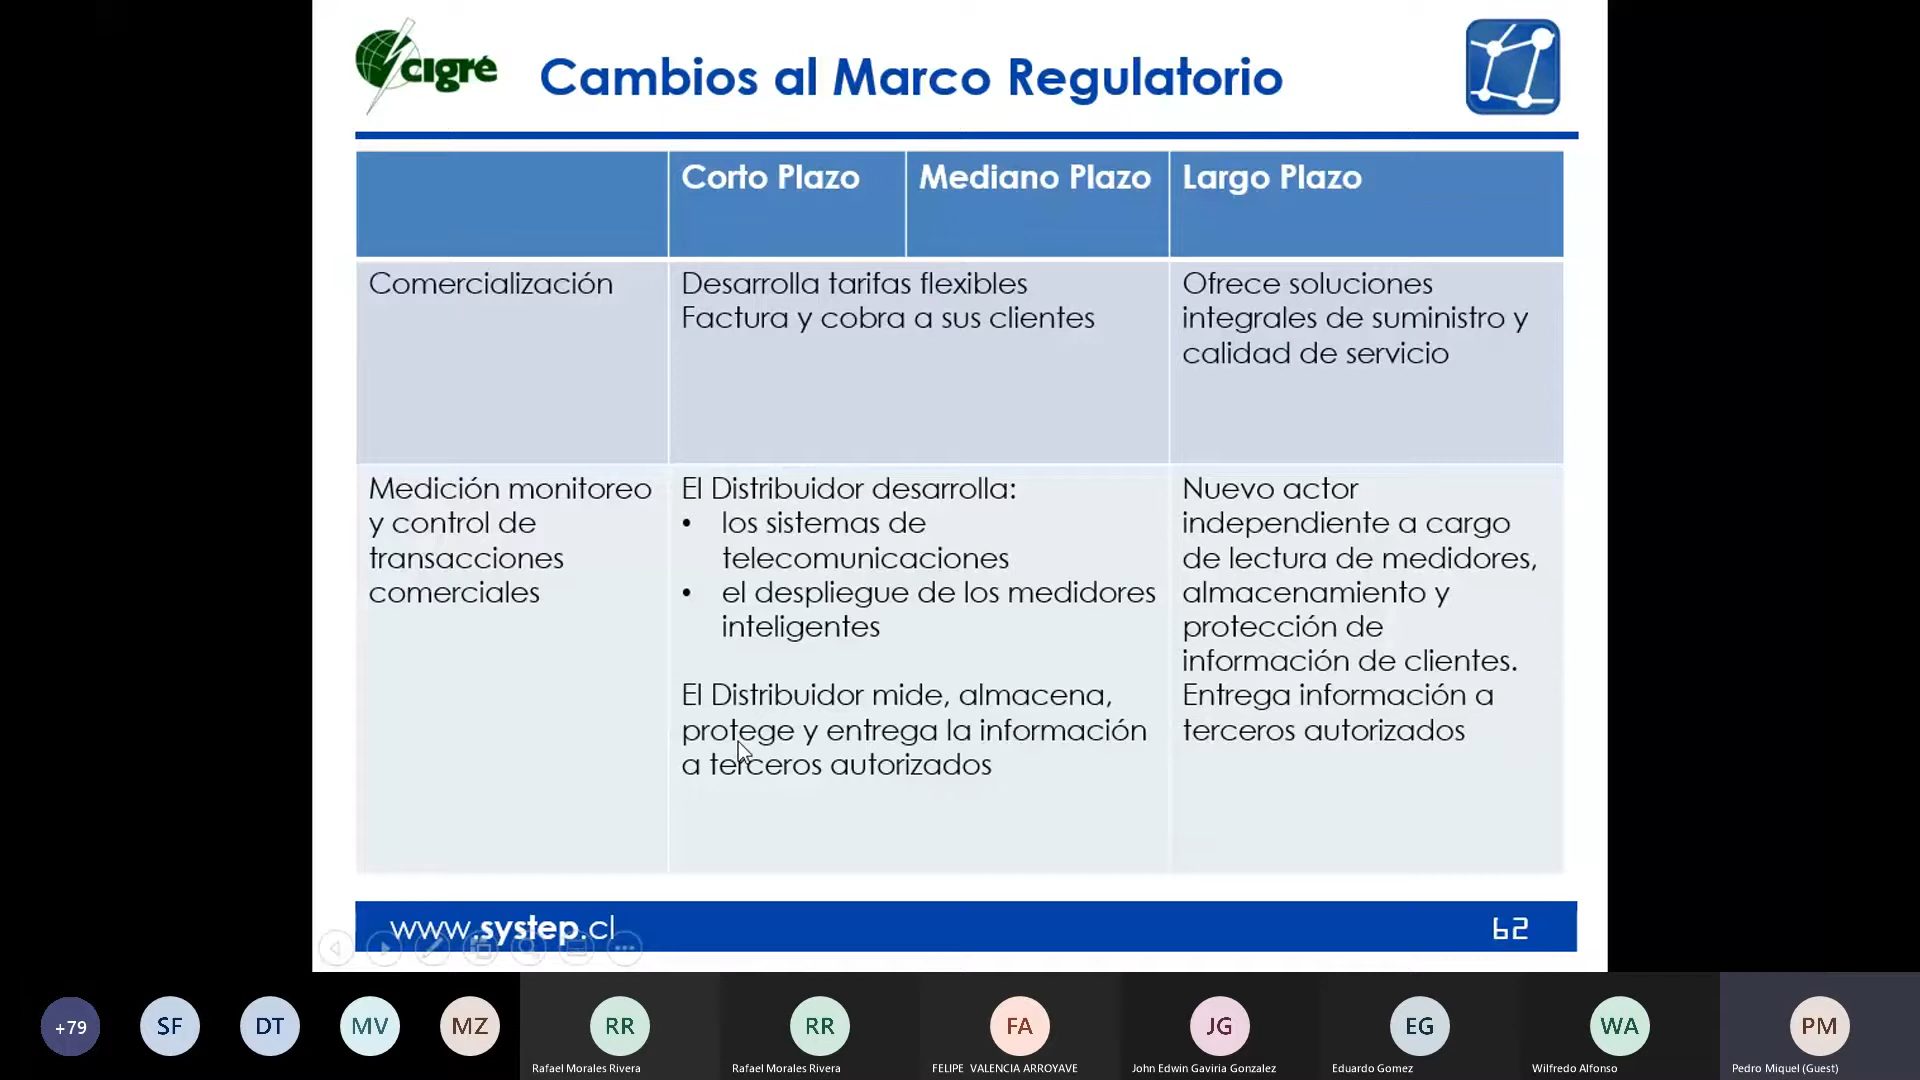 cigré
Cambios al Marco Regulatorio
Corto Plazo
Mediano Plazo
Largo Plazo
Comercialización
Desarrolla tarifas flexibles
Factura y cobra a sus clientes
Ofrece soluciones
integrales de suministro y
calidad de servicio
Medición monitoreo
y control de
transacciones
comerciales
El Distribuidor desarrolla:
• los sistemas de
telecomunicaciones
• el despliegue de los medidores
inteligentes
El Distribuidor mide, almacena,
protege y entrega la información
a terceros autorizados
Nuevo actor
independiente a cargo
de lectura de medidores,
almacenamiento y
protección de
información de clientes.
Entrega información a
terceros autorizados
www.systep.cl
62
+79
SF
DT
MV
MZ
RR
RR
FA
JG
EG
WA
PM
Rafael Morales Rivera
Rafael Morales Rivera
FELIPE VALENCIA ARROYAVE
John Edwin Gaviria Gonzalez
Eduardo Gomez
Wilfredo Alfonso
Pedro Miquel (Guest)